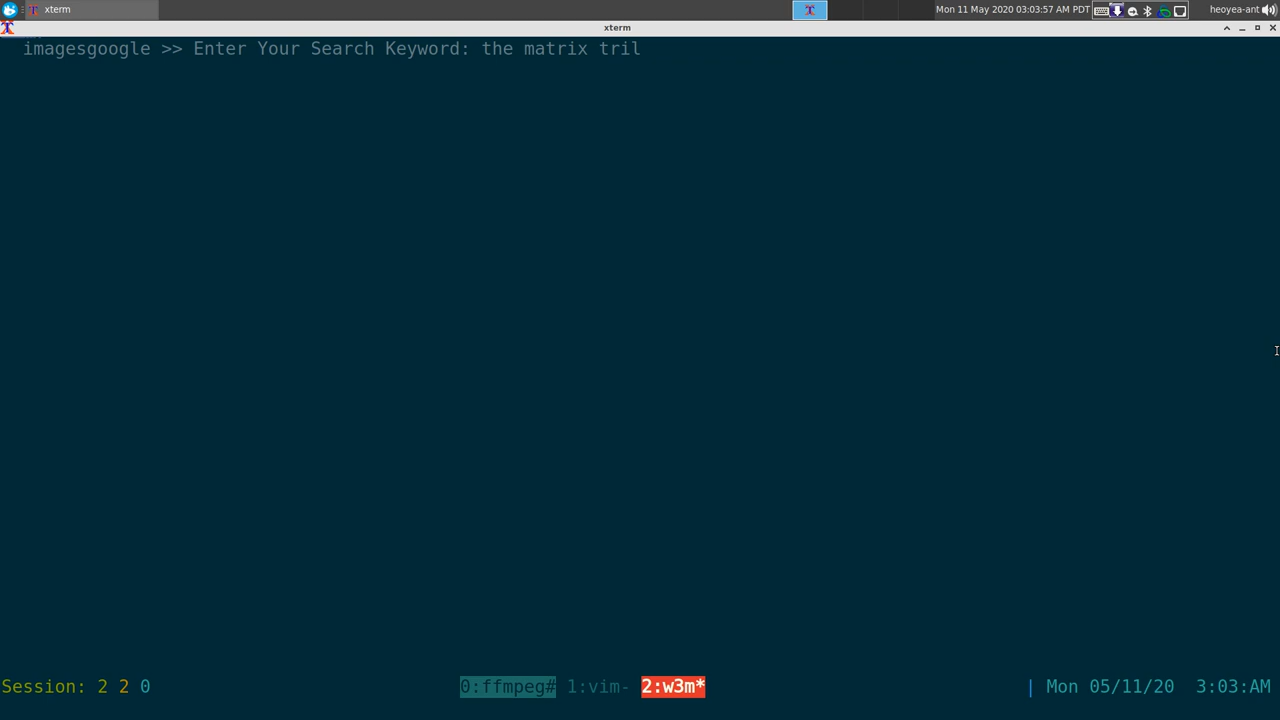 xterm
Mon 11 May 2020 03:03:57 AM PDT
heoyea-ant
xterm
imagesgoogle >> Enter Your Search Keyword: the matrix tril
Session: 2 2 0
0:ffmpeg# 1:vim- 2:w3m*
| Mon 05/11/20  3:03:AM